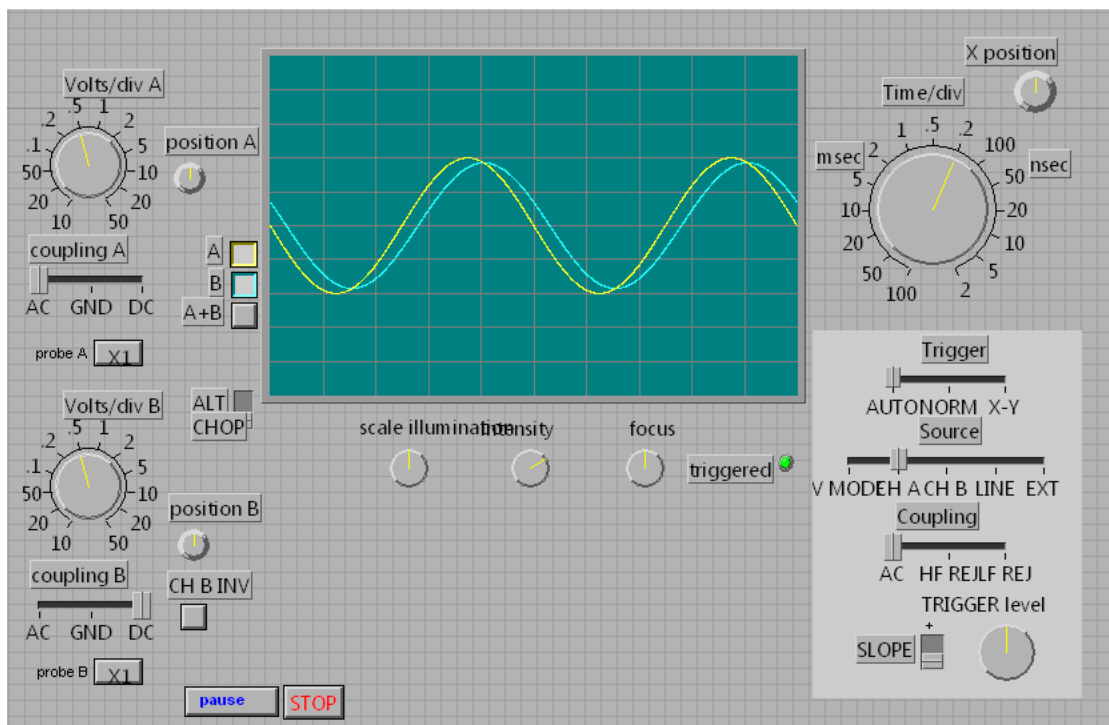 X position
Volts/div A
.5 1
.2 2
.1 5
50 10
20 20
10 50
position A
coupling A
AC GND DC
probe A X1
A
B
A+B
Time/div
.5
1 .2
msec 2 100 nsec
5 50
10 20
20 10
50 5
100 2
Volts/div B
.5 1
.2 2
.1 5
50 10
20 20
10 50
ALT
CHOP
position B
coupling B
AC GND DC
CH B INV
probe B X1
scale illumination intensity focus
triggered
Trigger
AUTO NORM X-Y
Source
V MODE CH A CH B LINE EXT
Coupling
AC HF REJ LF REJ
TRIGGER level
+
SLOPE
pause STOP